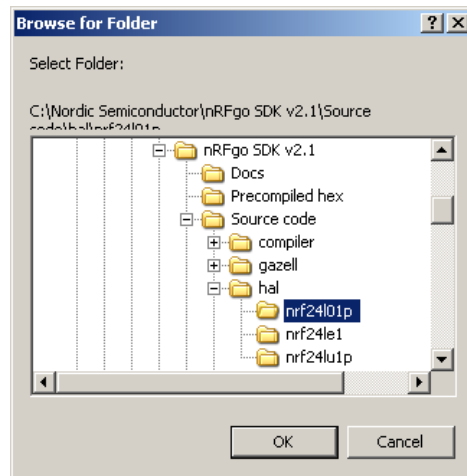 Browse for Folder
Select Folder:
C:\Nordic Semiconductor\nRFgo SDK v2.1\Source
code\hal\nrf24l01p
nRFgo SDK v2.1
Docs
Precompiled hex
Source code
compiler
gazell
hal
nrf24l01p
nrf24le1
nrf24lu1p
OK Cancel